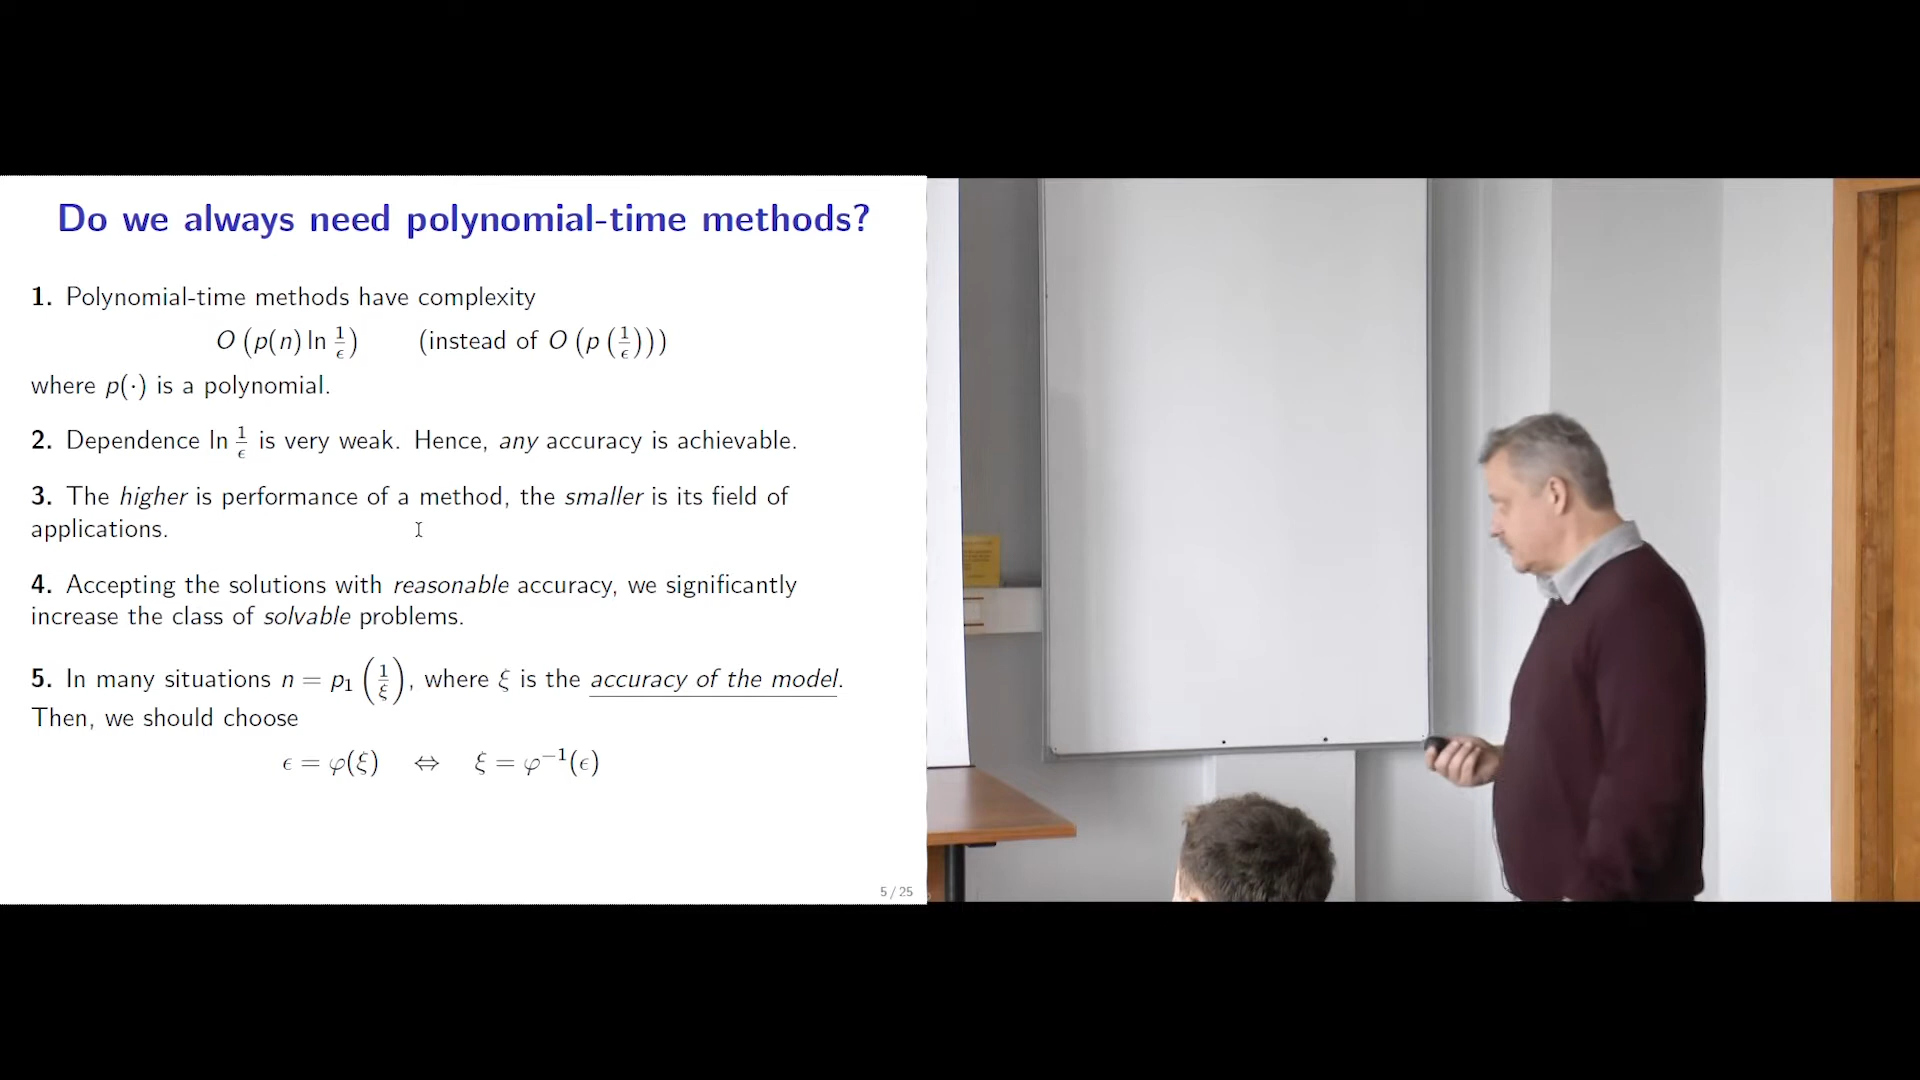 Do we always need polynomial-time methods?
1. Polynomial-time methods have complexity
O (p(n) ln 1/ϵ) (instead of O (p (1/ϵ)))
where p(·) is a polynomial.
2. Dependence ln 1/ϵ is very weak. Hence, any accuracy is achievable.
3. The higher is performance of a method, the smaller is its field of
applications.
4. Accepting the solutions with reasonable accuracy, we significantly
increase the class of solvable problems.
5. In many situations n = p₁ (1/ξ), where ξ is the accuracy of the model.
Then, we should choose
ϵ = φ(ξ) ⇔ ξ = φ⁻¹(ϵ)
5 / 25